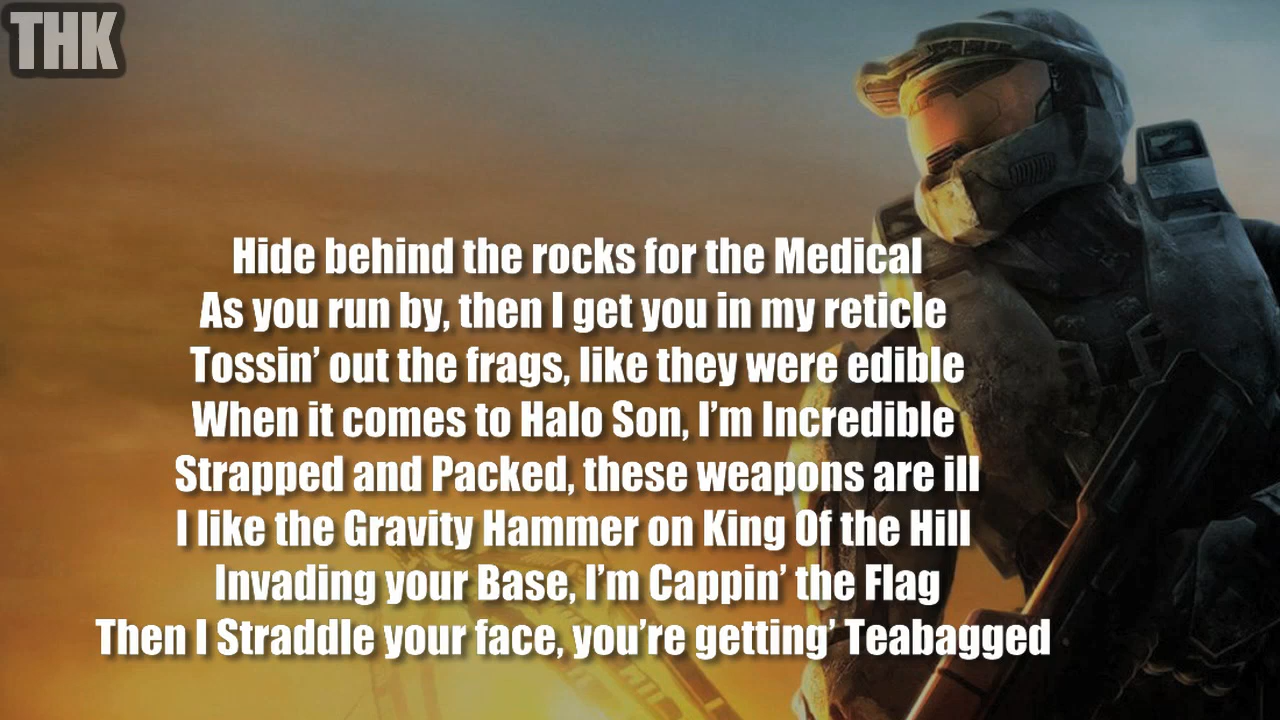 THK
Hide behind the rocks for the Medical
As you run by, then I get you in my reticle
Tossin’ out the frags, like they were edible
When it comes to Halo Son, I’m Incredible
Strapped and Packed, these weapons are ill
I like the Gravity Hammer on King Of the Hill
Invading your Base, I’m Cappin’ the Flag
Then I Straddle your face, you’re getting’ Teabagged